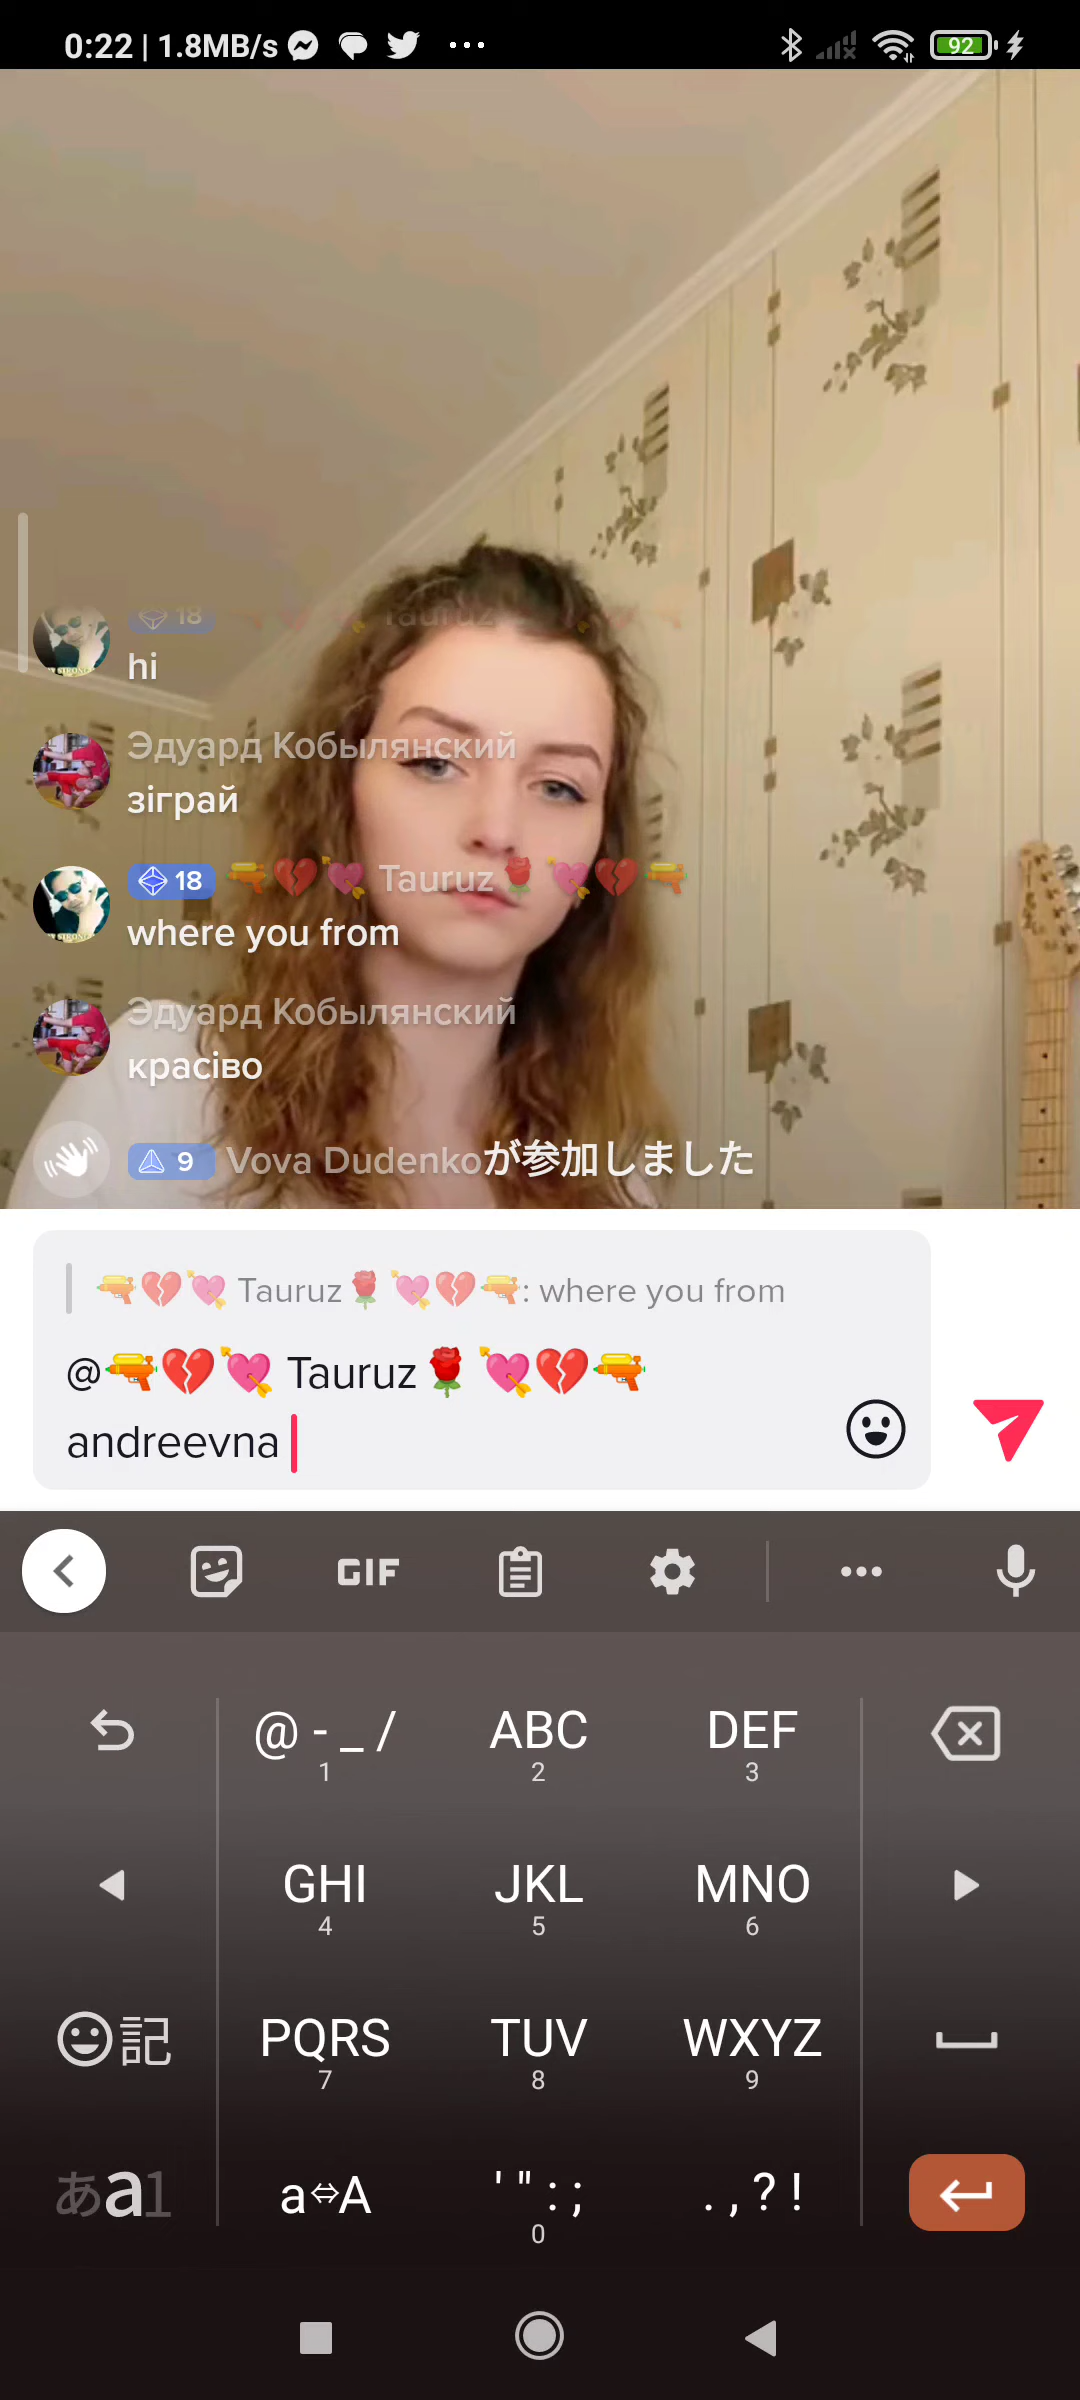 0:22 | 1.8MB/s
92
18 Tauruz
hi
Эдуард Кобылянский
зіграй
18 🔫💔💘 Tauruz🌹💘💔🔫
where you from
Эдуард Кобылянский
красіво
9 Vova Dudenkoが参加しました
🔫💔💘 Tauruz🌹💘💔🔫: where you from
@🔫💔💘 Tauruz🌹💘💔🔫
andreevna
GIF
@ - _ / ABC DEF
1 2 3
GHI JKL MNO
4 5 6
記 PQRS TUV WXYZ
7 8 9
あa1 a⇔A ' " : ; . , ? !
0